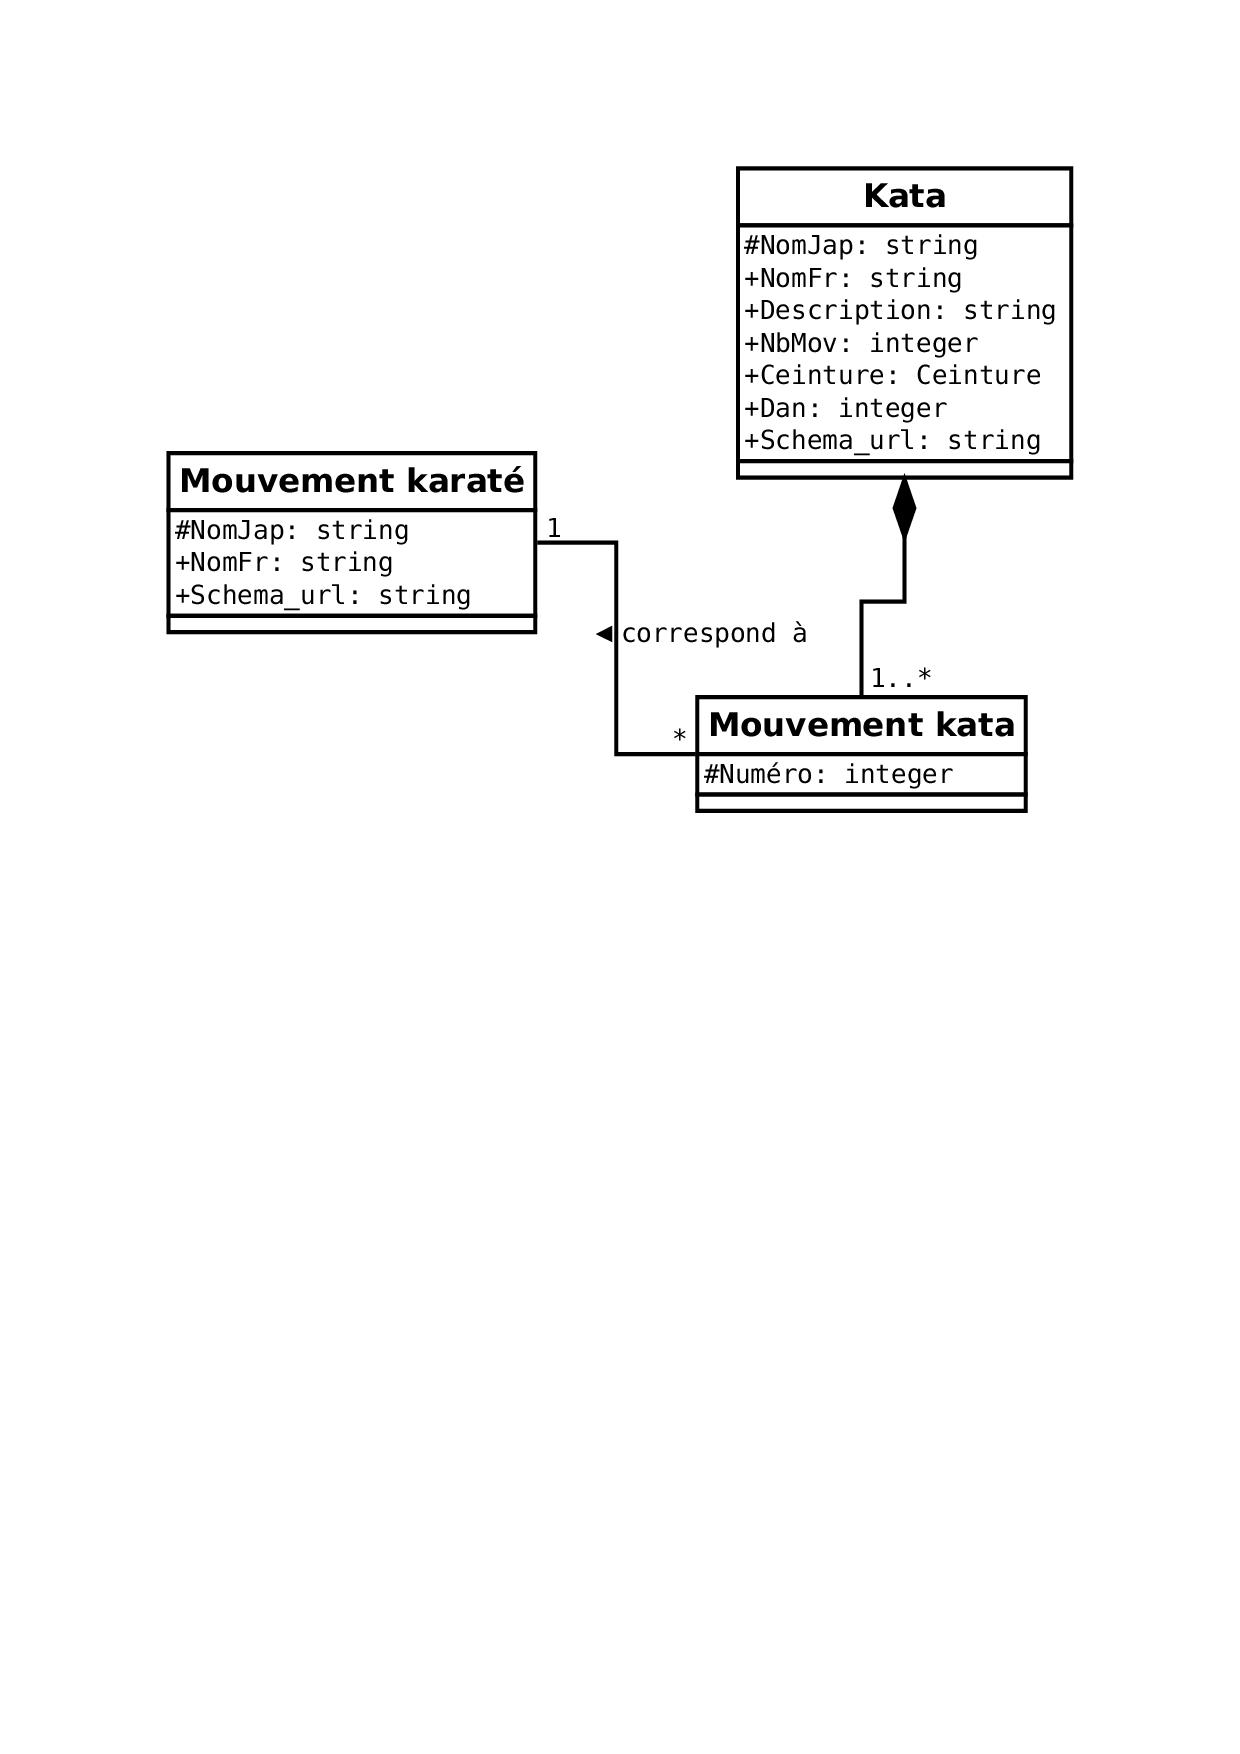 Kata
#NomJap: string
+NomFr: string
+Description: string
+NbMov: integer
+Ceinture: Ceinture
+Dan: integer
+Schema_url: string
Mouvement karaté
#NomJap: string
+NomFr: string
+Schema_url: string
1
◀ correspond à
1..*
*
Mouvement kata
#Numéro: integer